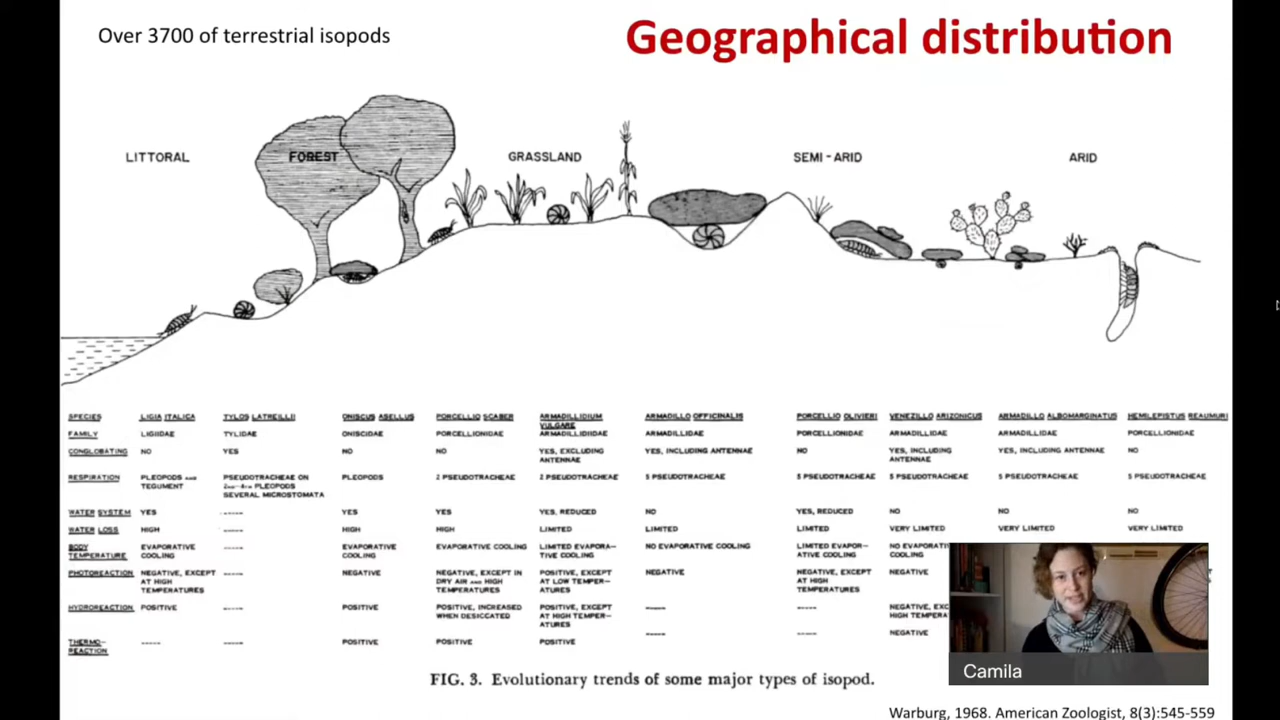 Over 3700 of terrestrial isopods
Geographical distribution
LITTORAL FOREST GRASSLAND SEMI-ARID ARID
SPECIES LIGIA ITALICA TYLOS LATREILLII ONISCUS ASELLUS PORCELLIO SCABER ARMADILLIDIUM VULGARE ARMADILLO OFFICINALIS PORCELLIO OLIVIERI VENEZILLO ARIZONICUS ARMADILLO ALBOMARGINATUS HEMILEPISTUS REAUMURI
FAMILY LIGIIDAE TYLIDAE ONISCIDAE PORCELLIONIDAE ARMADILLIDIIDAE ARMADILLIDAE PORCELLIONIDAE ARMADILLIDAE ARMADILLIDAE PORCELLIONIDAE
CONGLOBATING NO YES NO NO YES, EXCLUDING ANTENNAE YES, INCLUDING ANTENNAE NO YES, INCLUDING ANTENNAE YES, INCLUDING ANTENNAE NO
RESPIRATION PLEOPODS AND TEGUMENT PSEUDOTRACHEAE ON 2ND-4TH PLEOPODS SEVERAL MICROSTOMATA PLEOPODS 2 PSEUDOTRACHEAE 2 PSEUDOTRACHEAE 5 PSEUDOTRACHEAE 5 PSEUDOTRACHEAE 5 PSEUDOTRACHEAE 5 PSEUDOTRACHEAE 5 PSEUDOTRACHEAE
WATER SYSTEM YES ----- YES YES YES, REDUCED NO YES, REDUCED NO NO NO
WATER LOSS HIGH ----- HIGH HIGH LIMITED LIMITED LIMITED VERY LIMITED VERY LIMITED VERY LIMITED
BODY TEMPERATURE EVAPORATIVE COOLING ----- EVAPORATIVE COOLING EVAPORATIVE COOLING LIMITED EVAPORA-TIVE COOLING NO EVAPORATIVE COOLING LIMITED EVAPOR-ATIVE COOLING NO EVAPORATI COOLING
PHOTOREACTION NEGATIVE, EXCEPT AT HIGH TEMPERATURES ----- NEGATIVE NEGATIVE, EXCEPT IN DRY AIR AND HIGH TEMPERATURES POSITIVE, EXCEPT AT LOW TEMPER-ATURES NEGATIVE NEGATIVE, EXCEPT AT HIGH TEMPERATURES NEGATIVE
HYDROREACTION POSITIVE ----- POSITIVE POSITIVE, INCREASED WHEN DESICCATED POSITIVE, EXCEPT AT HIGH TEMPER-ATURES ----- ----- NEGATIVE, EXC HIGH TEMPERA
THERMO-REACTION ----- ----- POSITIVE POSITIVE POSITIVE ----- ----- NEGATIVE
Camila
FIG. 3. Evolutionary trends of some major types of isopod.
Warburg, 1968. American Zoologist, 8(3):545-559